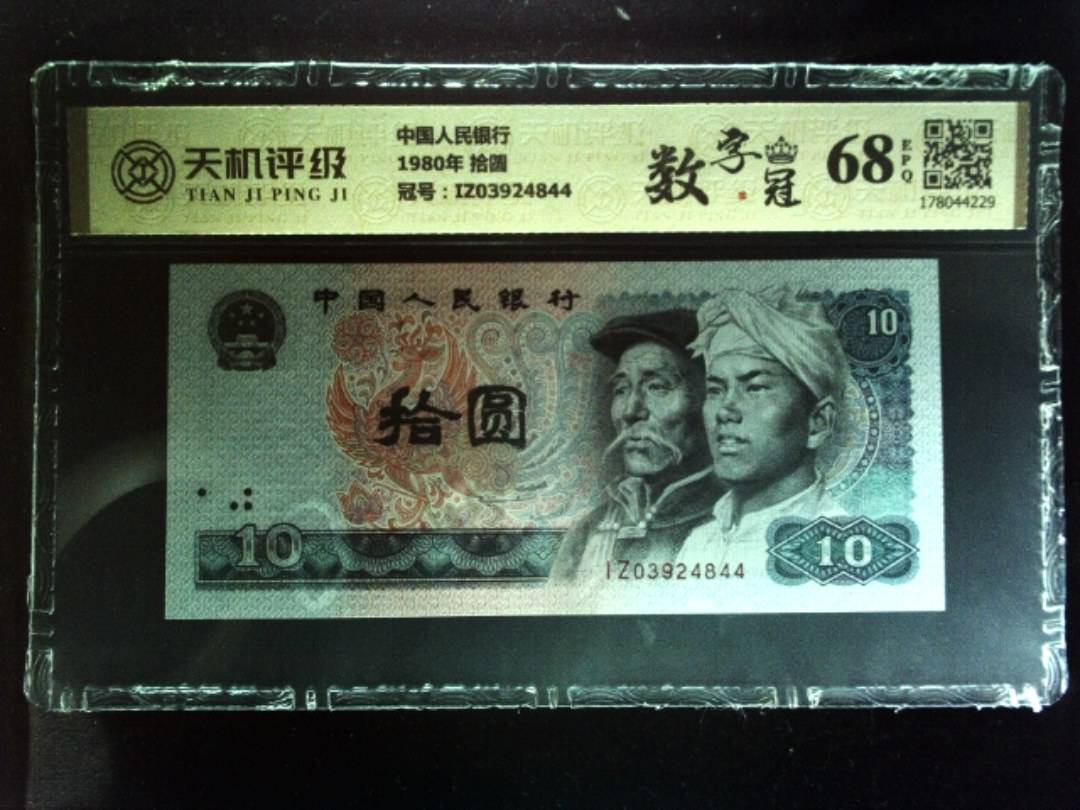 天机评级
TIAN JI PING JI
中国人民银行
1980年 拾圆
冠号：IZ03924844
数字冠
68
EPQ
178044229
中国人民银行
10
拾圆
10
10
IZ03924844